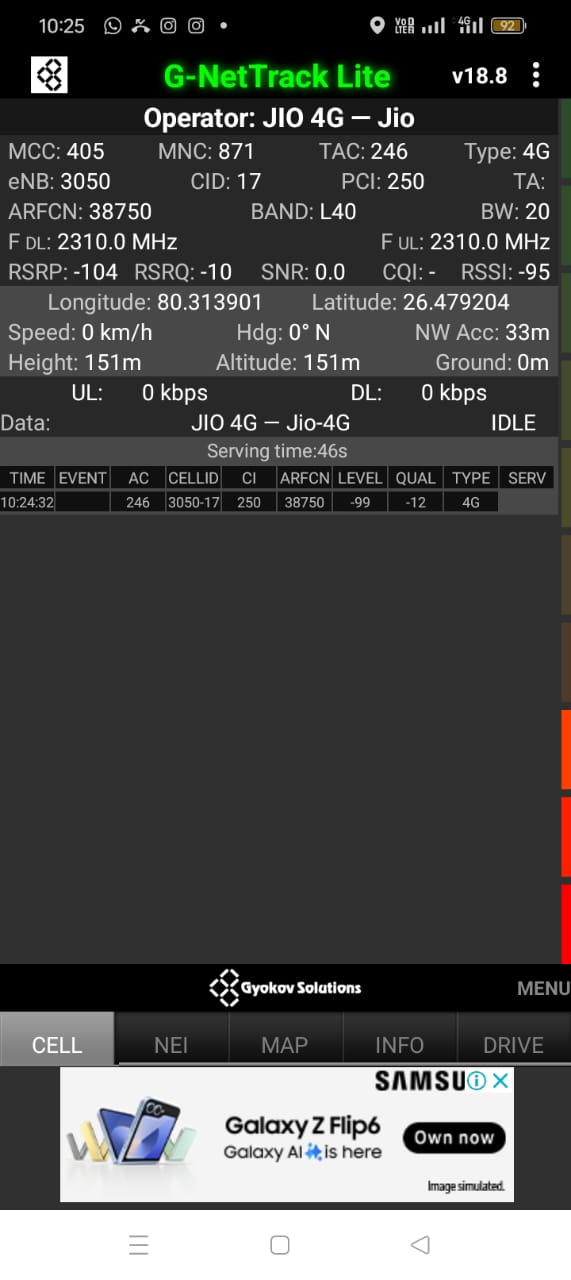 10:25 VoD LTEB 4G 92
G-NetTrack Lite v18.8
Operator: JIO 4G — Jio
MCC: 405 MNC: 871 TAC: 246 Type: 4G
eNB: 3050 CID: 17 PCI: 250 TA:
ARFCN: 38750 BAND: L40 BW: 20
F DL: 2310.0 MHz F UL: 2310.0 MHz
RSRP: -104 RSRQ: -10 SNR: 0.0 CQI: - RSSI: -95
Longitude: 80.313901 Latitude: 26.479204
Speed: 0 km/h Hdg: 0° N NW Acc: 33m
Height: 151m Altitude: 151m Ground: 0m
UL: 0 kbps DL: 0 kbps
Data: JIO 4G — Jio-4G IDLE
Serving time:46s
TIME EVENT AC CELLID CI ARFCN LEVEL QUAL TYPE SERV
10:24:32 246 3050-17 250 38750 -99 -12 4G
Gyokov Solutions MENU
CELL NEI MAP INFO DRIVE
SAMSU
Galaxy Z Flip6
Galaxy AI is here
Own now
Image simulated.